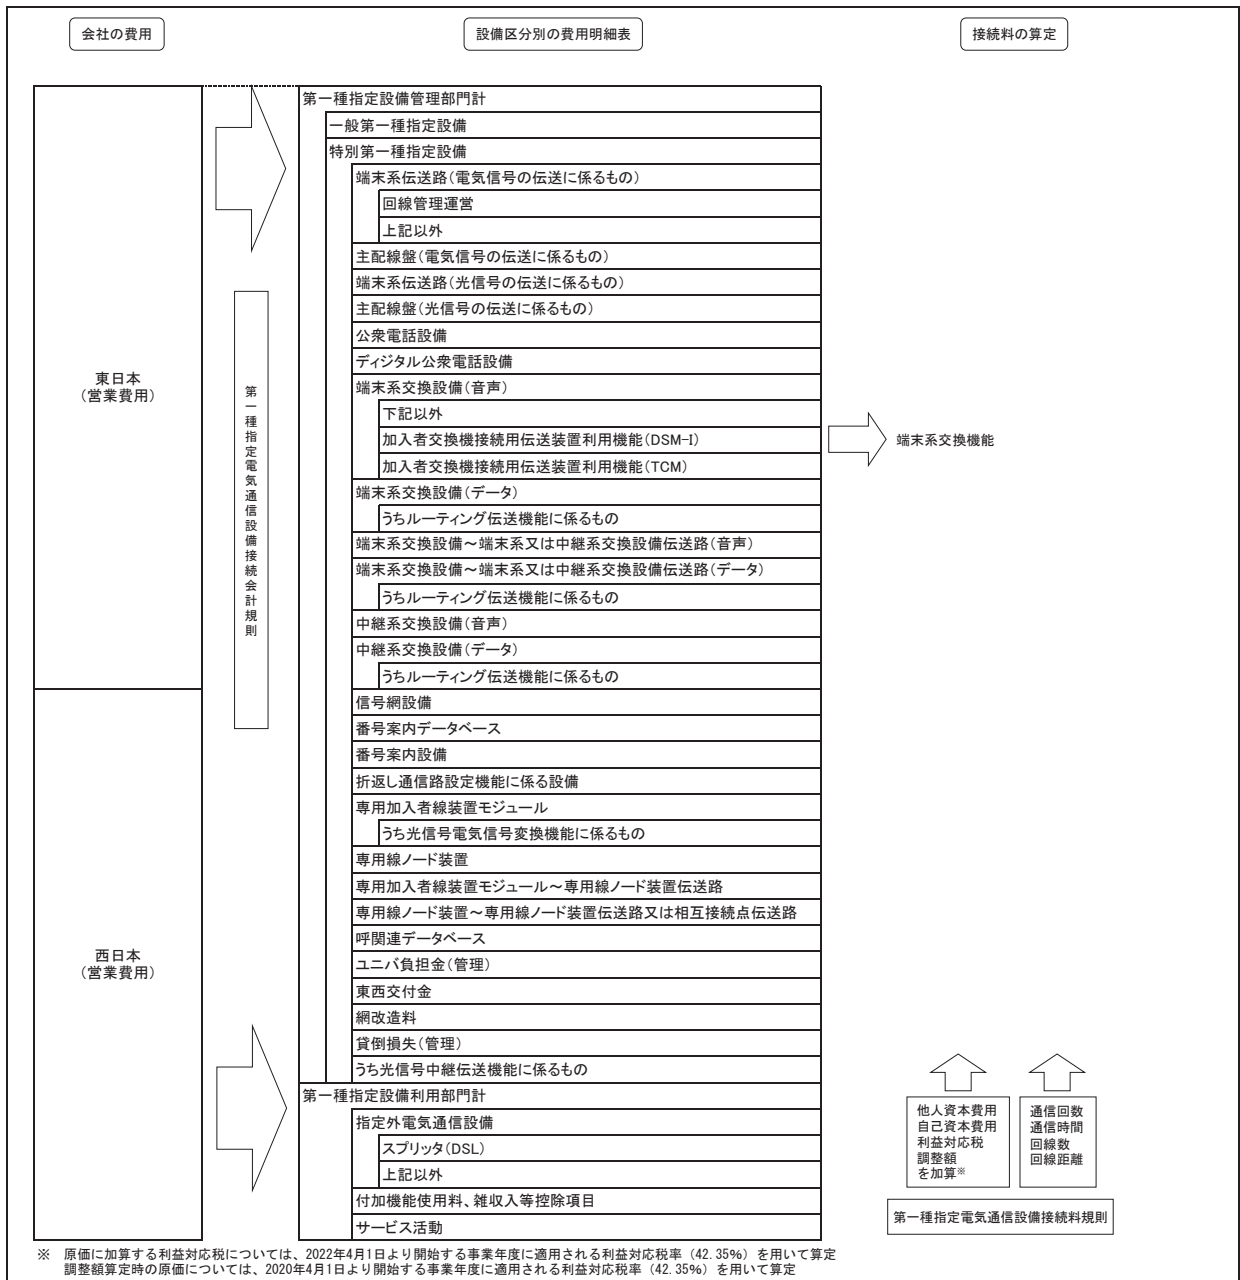 会社の費用
設備区分別の費用明細表
接続料の算定
東日本
（営業費用）
西日本
（営業費用）
第一種指定電気通信設備接続会計規則
第一種指定設備管理部門計
一般第一種指定設備
特別第一種指定設備
端末系伝送路（電気信号の伝送に係るもの）
回線管理運営
上記以外
主配線盤（電気信号の伝送に係るもの）
端末系伝送路（光信号の伝送に係るもの）
主配線盤（光信号の伝送に係るもの）
公衆電話設備
ディジタル公衆電話設備
端末系交換設備（音声）
下記以外
加入者交換機接続用伝送装置利用機能（DSM-I）
加入者交換機接続用伝送装置利用機能（TCM）
端末系交換設備（データ）
うちルーティング伝送機能に係るもの
端末系交換設備～端末系又は中継系交換設備伝送路（音声）
端末系交換設備～端末系又は中継系交換設備伝送路（データ）
うちルーティング伝送機能に係るもの
中継系交換設備（音声）
中継系交換設備（データ）
うちルーティング伝送機能に係るもの
信号網設備
番号案内データベース
番号案内設備
折返し通信路設定機能に係る設備
専用加入者線装置モジュール
うち光信号電気信号変換機能に係るもの
専用線ノード装置
専用加入者線装置モジュール～専用線ノード装置伝送路
専用線ノード装置～専用線ノード装置伝送路又は相互接続点伝送路
呼関連データベース
ユニバ負担金（管理）
東西交付金
網改造料
貸倒損失（管理）
うち光信号中継伝送機能に係るもの
第一種指定設備利用部門計
指定外電気通信設備
スプリッタ（DSL）
上記以外
付加機能使用料、雑収入等控除項目
サービス活動
端末系交換機能
他人資本費用
自己資本費用
利益対応税
調整額
を加算※
通信回数
通信時間
回線数
回線距離
第一種指定電気通信設備接続料規則
※　原価に加算する利益対応税については、2022年4月1日より開始する事業年度に適用される利益対応税率（42.35%）を用いて算定
調整額算定時の原価については、2020年4月1日より開始する事業年度に適用される利益対応税率（42.35%）を用いて算定